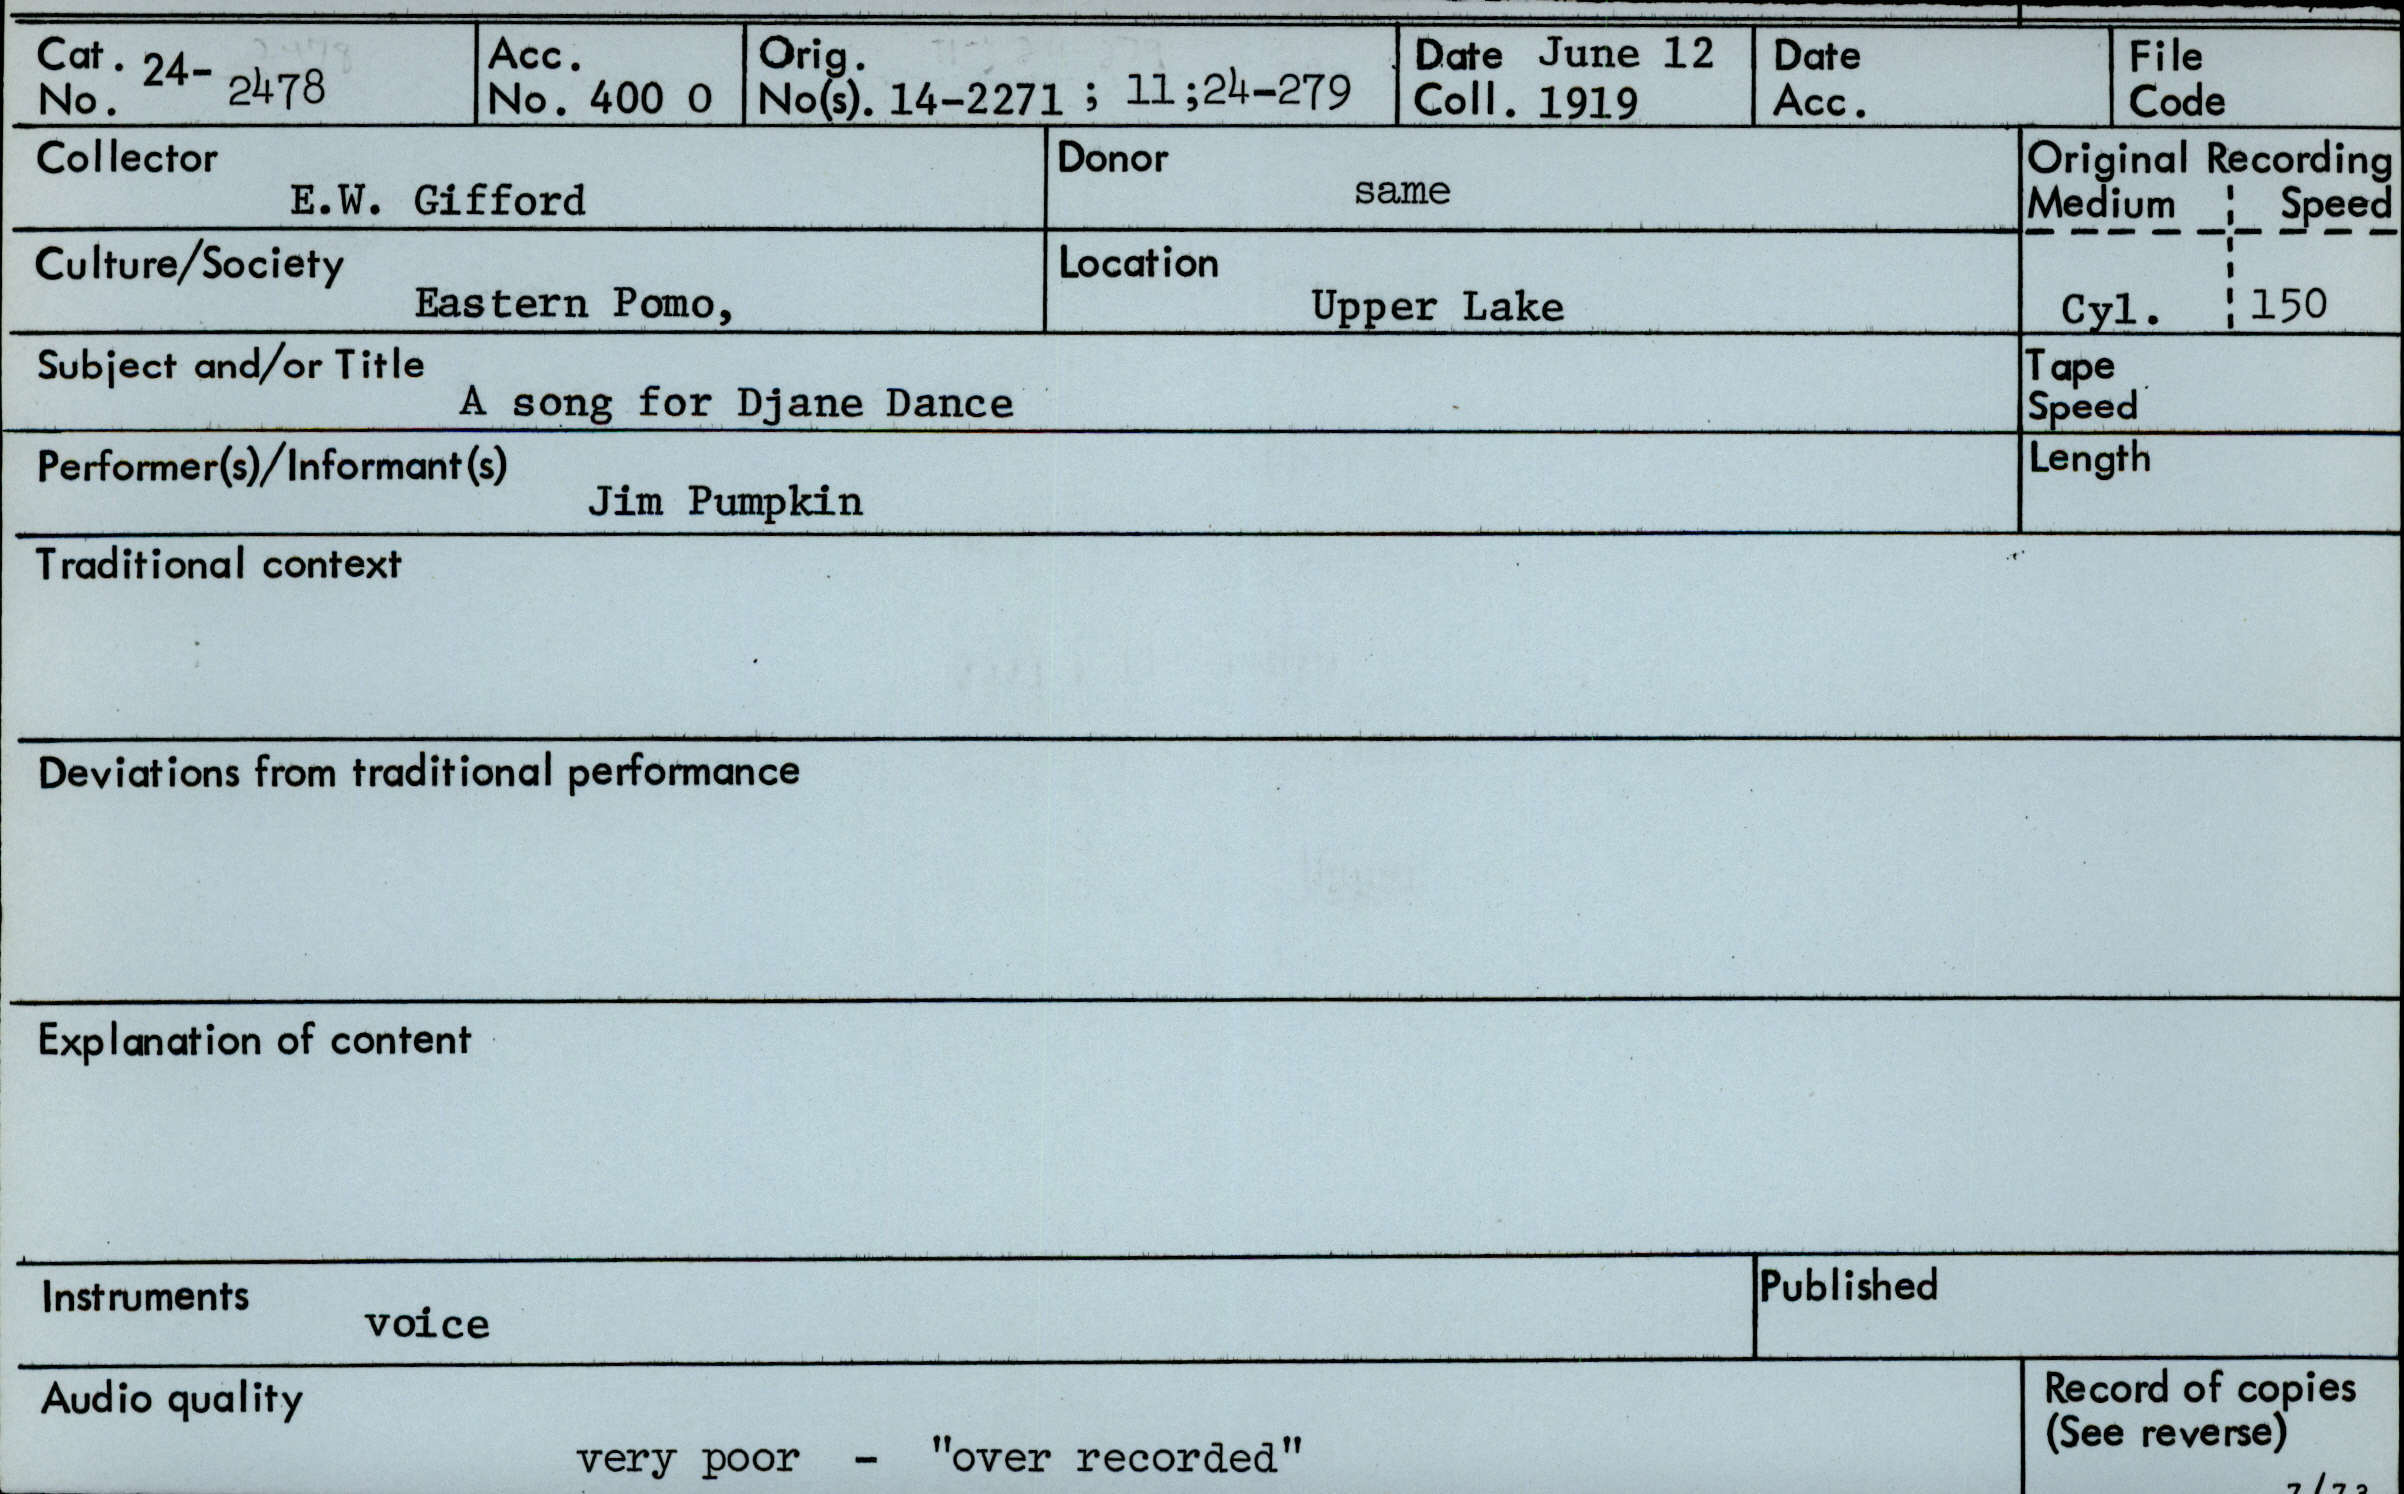 Cat. No. 24-2478
Acc. No. 400 O
Orig. No(s). 14-2271 ; 11;24-279
Date Coll. June 12 1919
Date Acc.
File Code
Collector
E.W. Gifford
Donor
same
Original Recording
Medium Speed
Cyl. 150
Culture/Society
Eastern Pomo,
Location
Upper Lake
Subject and/or Title
A song for Djane Dance
Tape Speed
Performer(s)/Informant(s)
Jim Pumpkin
Length
Traditional context
Deviations from traditional performance
Explanation of content
Instruments
voice
Published
Audio quality
very poor - "over recorded"
Record of copies
(See reverse)
7/73